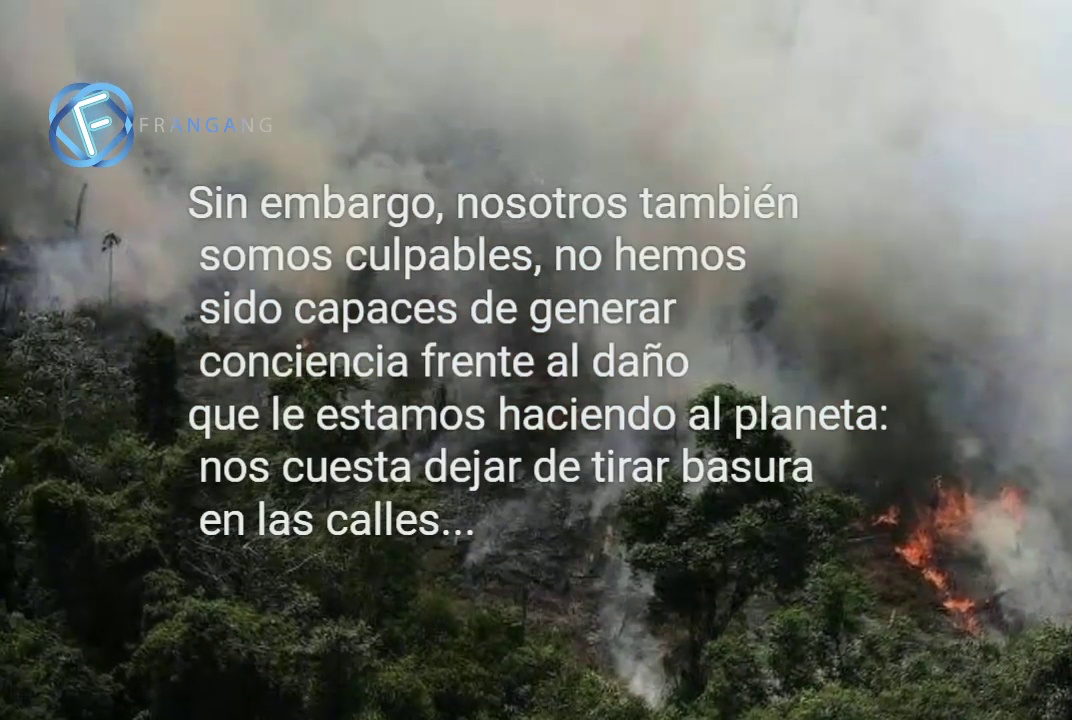 F FRANGANG
Sin embargo, nosotros también
somos culpables, no hemos
sido capaces de generar
conciencia frente al daño
que le estamos haciendo al planeta:
nos cuesta dejar de tirar basura
en las calles...